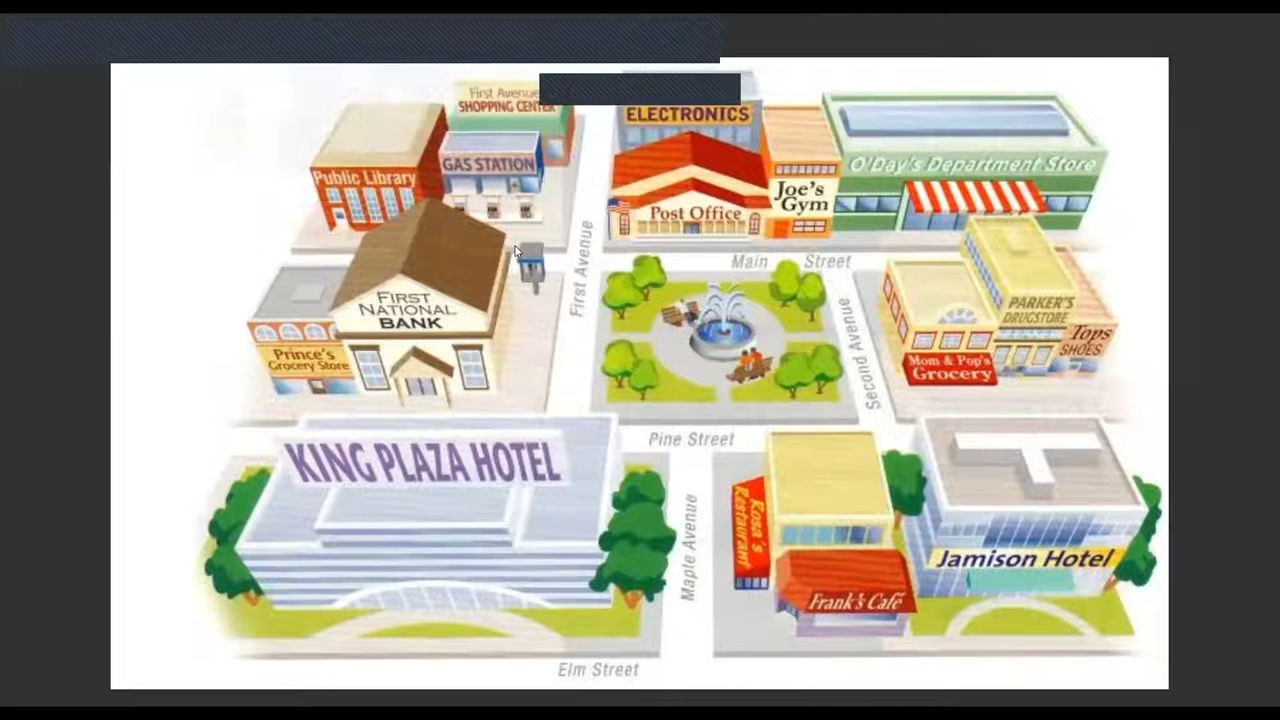 First Avenue
SHOPPING CENTER
ELECTRONICS
GAS STATION
Public Library
O'Day's Department Store
Joe's
Gym
Post Office
Main Street
First Avenue
FIRST
NATIONAL
BANK
Prince's
Grocery Store
Second Avenue
PARKER'S
DRUGSTORE
Tops
SHOES
Mom & Pop's
Grocery
Pine Street
KING PLAZA HOTEL
Maple Avenue
Rosa's
Restaurant
Frank's Café
Jamison Hotel
Elm Street